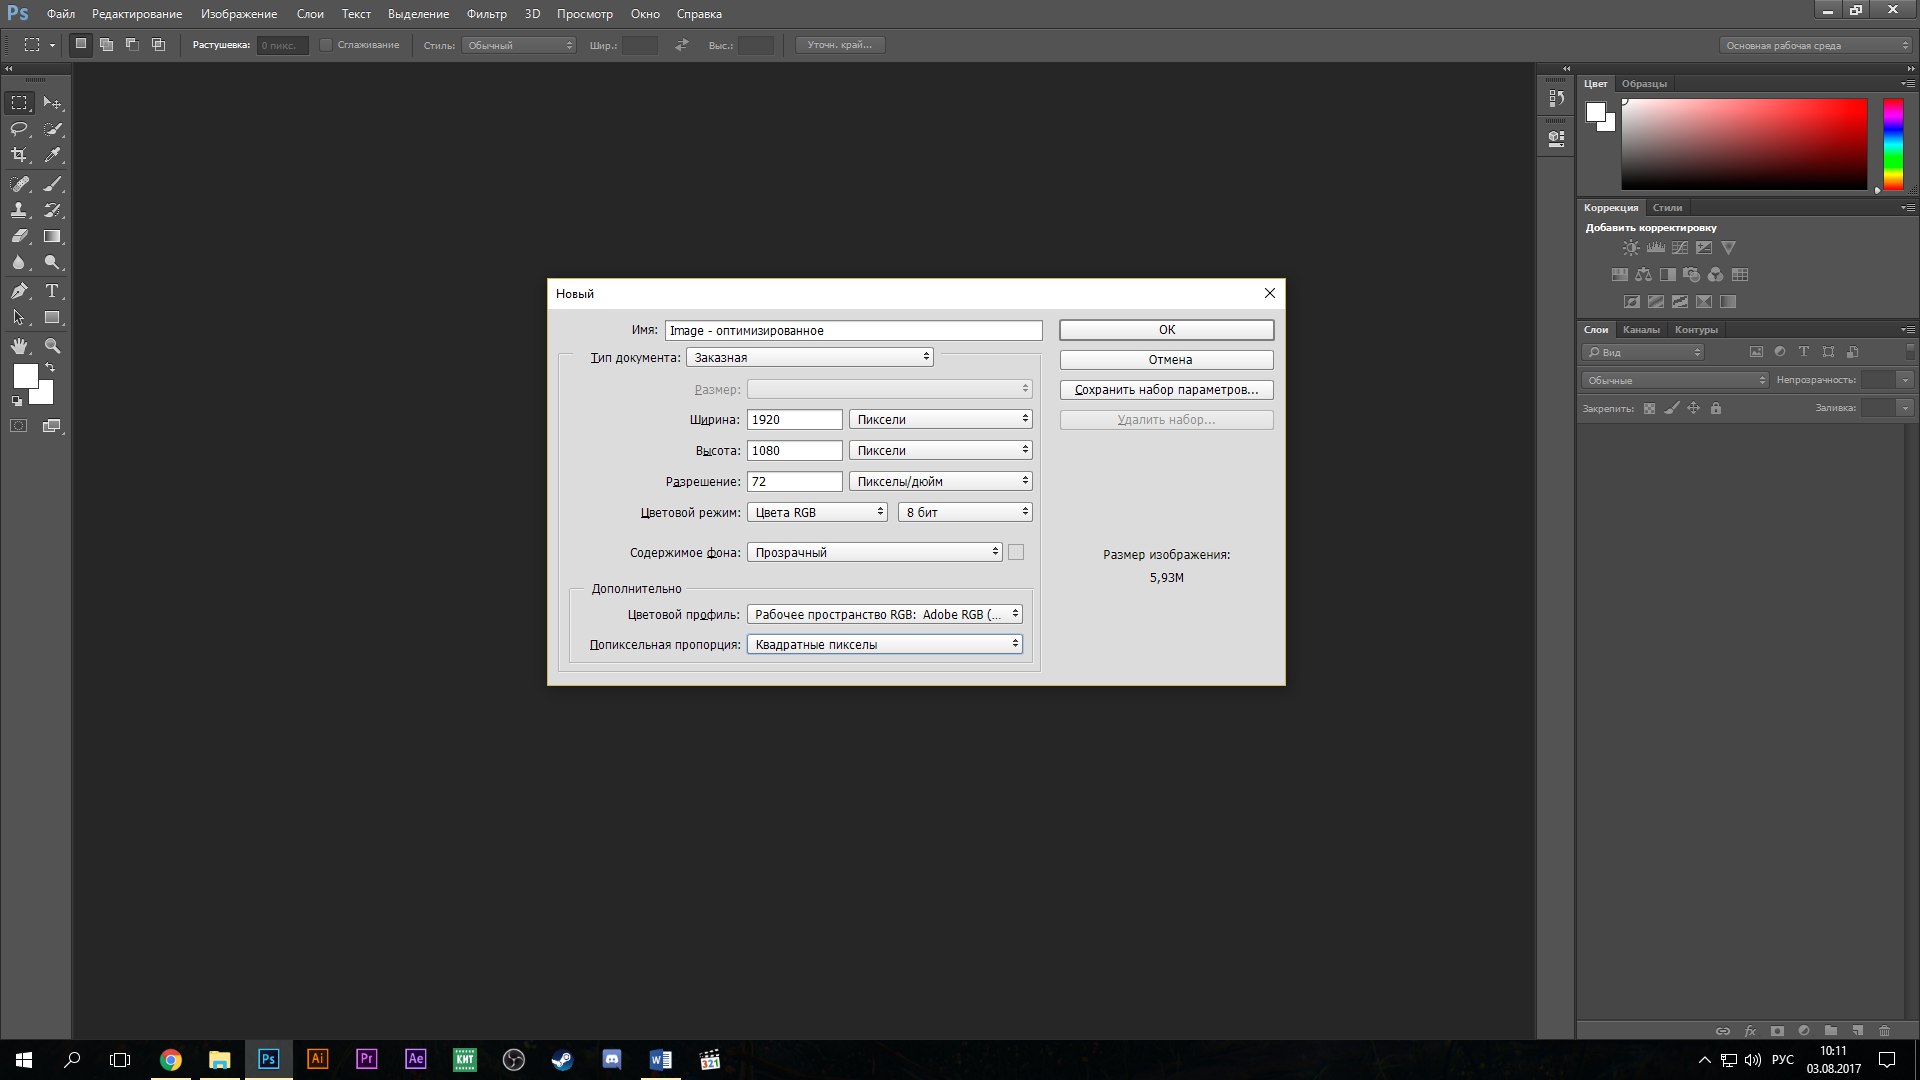 Ps Файл Редактирование Изображение Слои Текст Выделение Фильтр 3D Просмотр Окно Справка
Растушевка: 0 пикс. Сглаживание Стиль: Обычный Шир.: Выс.: Уточн. край... Основная рабочая среда
Цвет Образцы
Коррекция Стили
Добавить корректировку
Новый
Имя: Image - оптимизированное OK
Тип документа: Заказная Отмена
Размер: Сохранить набор параметров...
Ширина: 1920 Пиксели Удалить набор...
Высота: 1080 Пиксели
Разрешение: 72 Пикселы/дюйм
Цветовой режим: Цвета RGB 8 бит
Содержимое фона: Прозрачный
Размер изображения:
5,93M
Дополнительно
Цветовой профиль: Рабочее пространство RGB: Adobe RGB (...
Попиксельная пропорция: Квадратные пикселы
Слои Каналы Контуры
Вид
Обычные Непрозрачность:
Закрепить: Заливка:
fx
Ps Ai Pr Ae КИТ W 321 РУС 10:11
03.08.2017